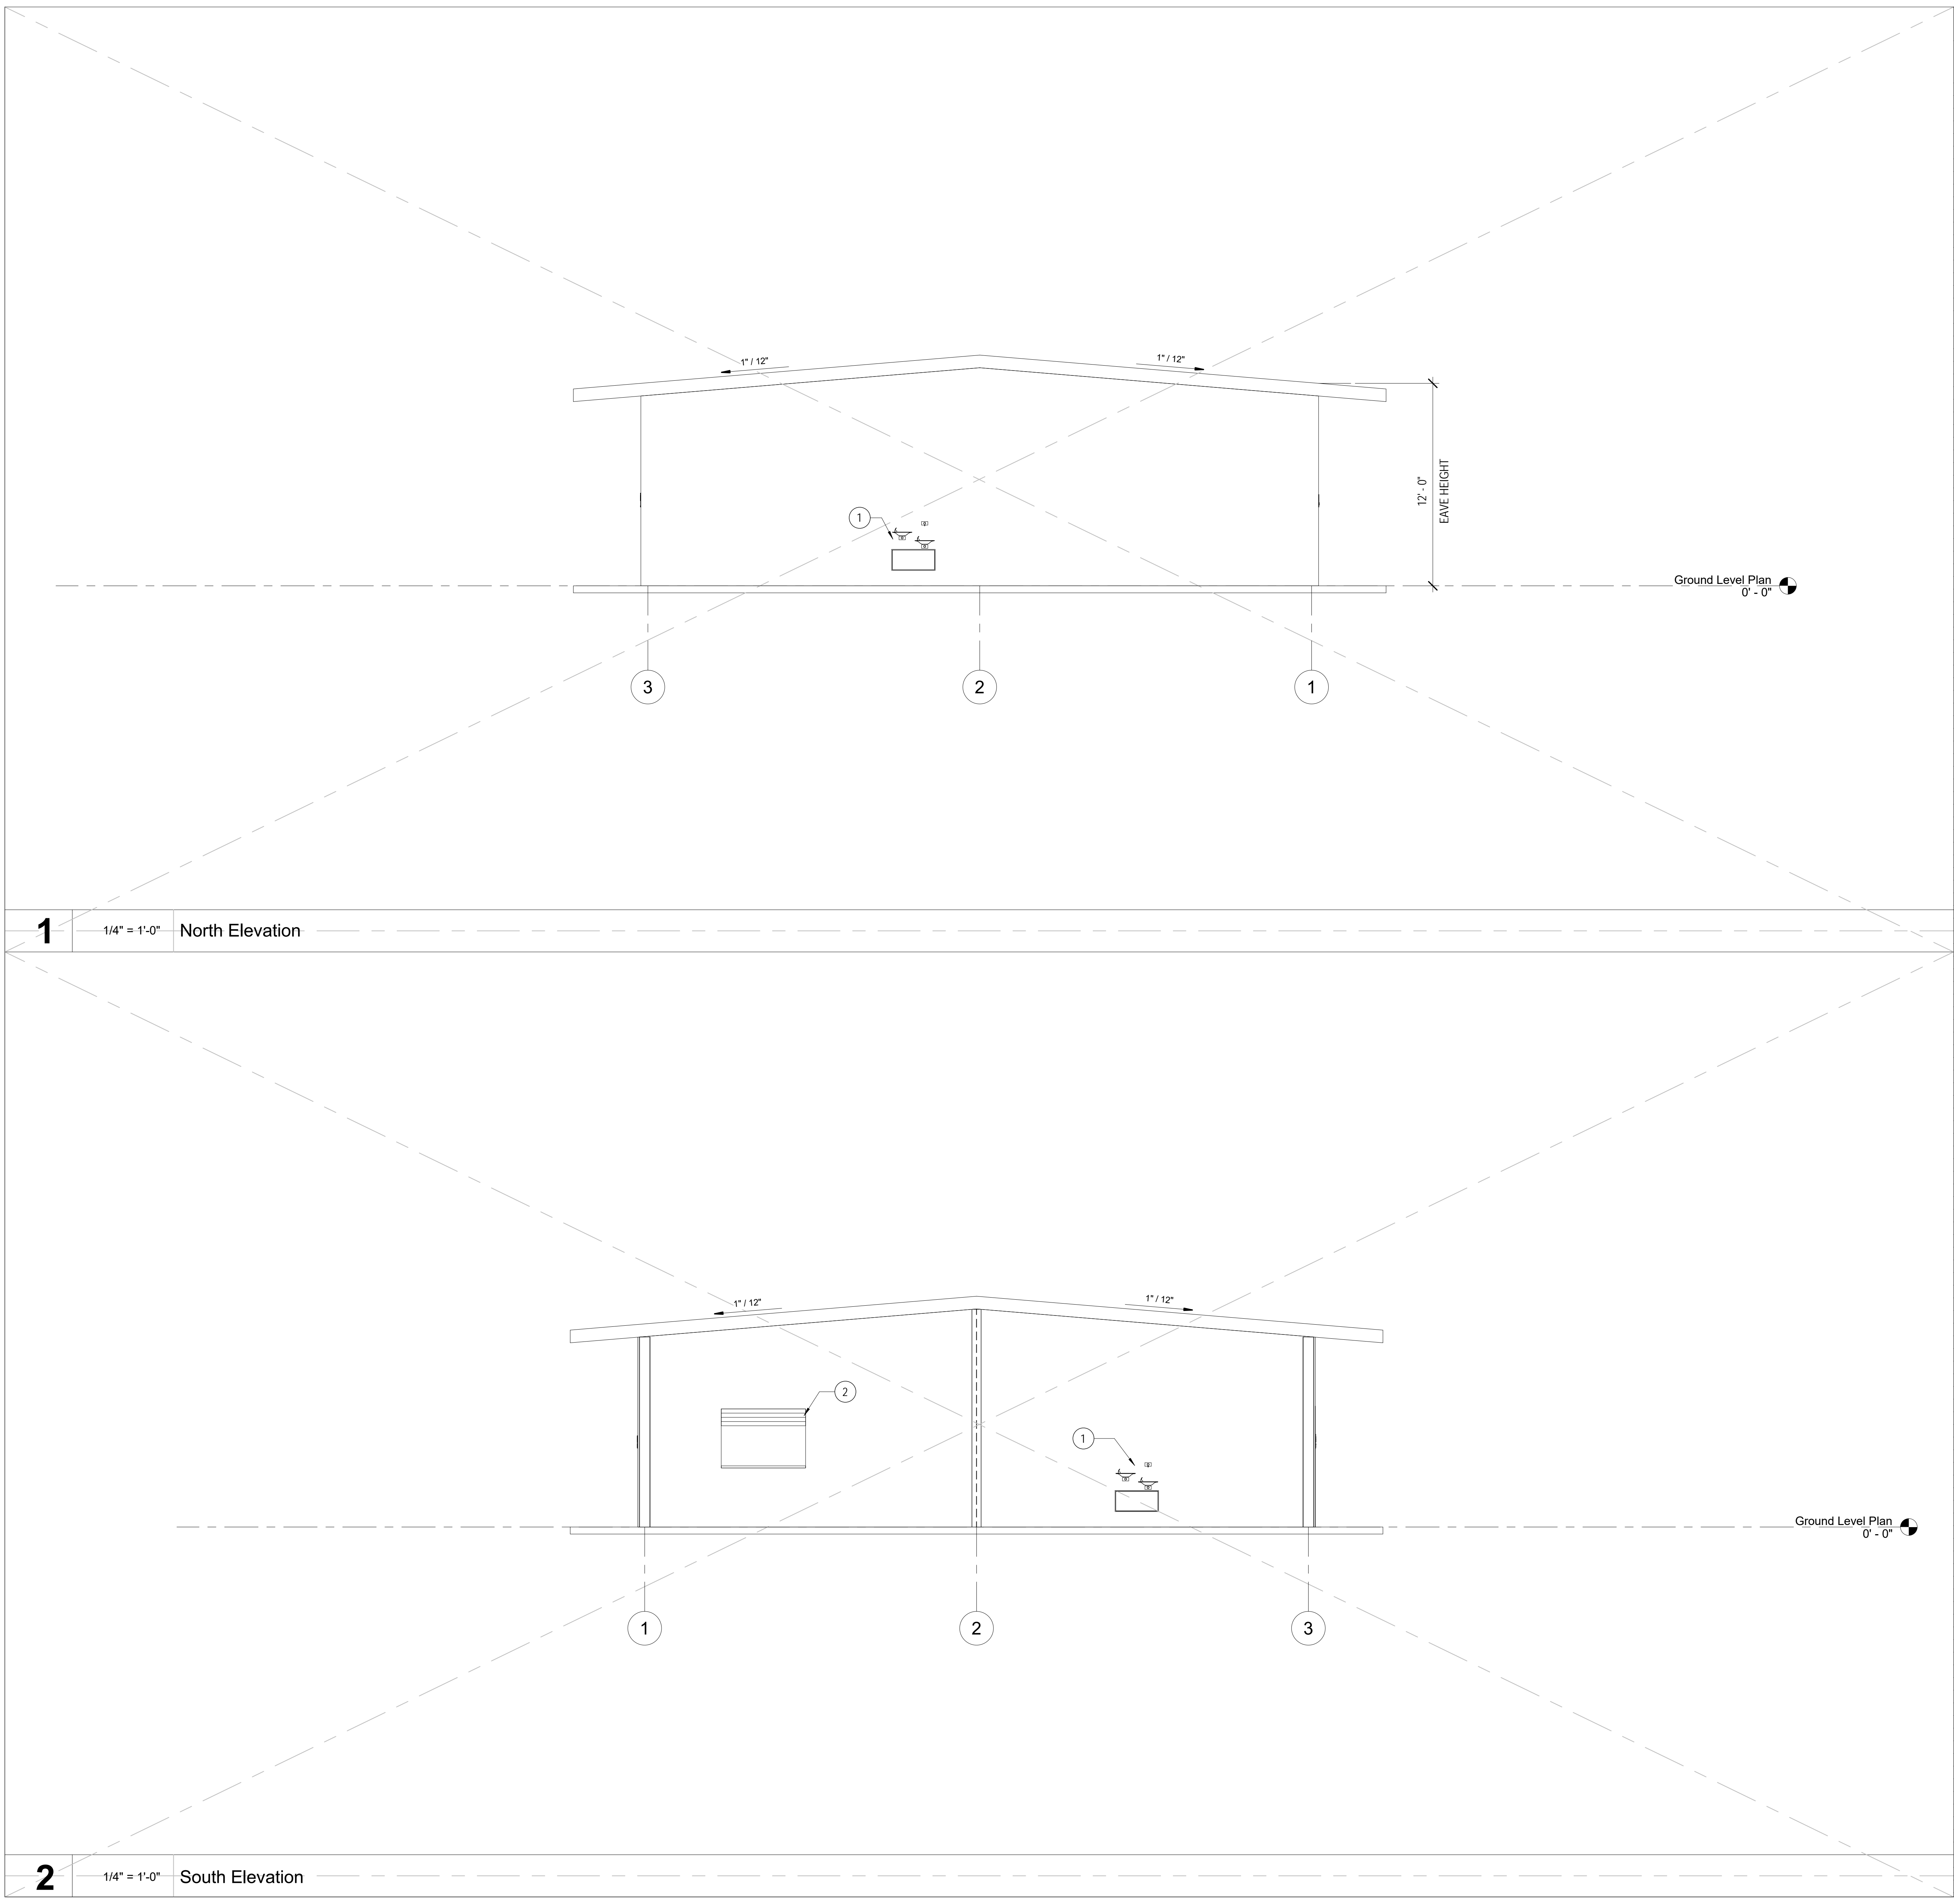 1" / 12"
1" / 12"
12' - 0"
EAVE HEIGHT
1
Ground Level Plan
0' - 0"
3
2
1
1
1/4" = 1'-0"
North Elevation
1" / 12"
1" / 12"
2
1
Ground Level Plan
0' - 0"
1
2
3
2
1/4" = 1'-0"
South Elevation